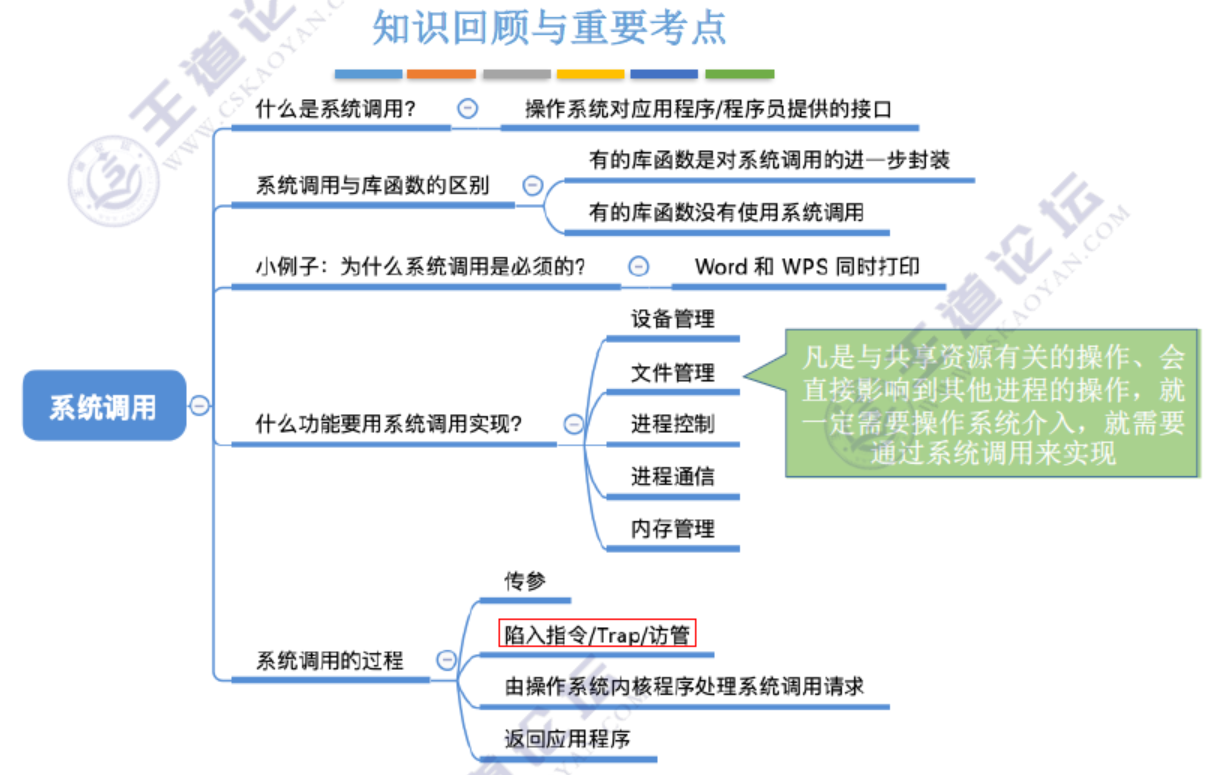 知识回顾与重要考点
什么是系统调用?
操作系统对应用程序/程序员提供的接口
系统调用与库函数的区别
有的库函数是对系统调用的进一步封装
有的库函数没有使用系统调用
小例子：为什么系统调用是必须的?
Word 和 WPS 同时打印
系统调用
什么功能要用系统调用实现?
设备管理
文件管理
进程控制
进程通信
内存管理
凡是与共享资源有关的操作、会
直接影响到其他进程的操作，就
一定需要操作系统介入，就需要
通过系统调用来实现
系统调用的过程
传参
陷入指令/Trap/访管
由操作系统内核程序处理系统调用请求
返回应用程序
王道论坛
WWW.CSKAOYAN.COM